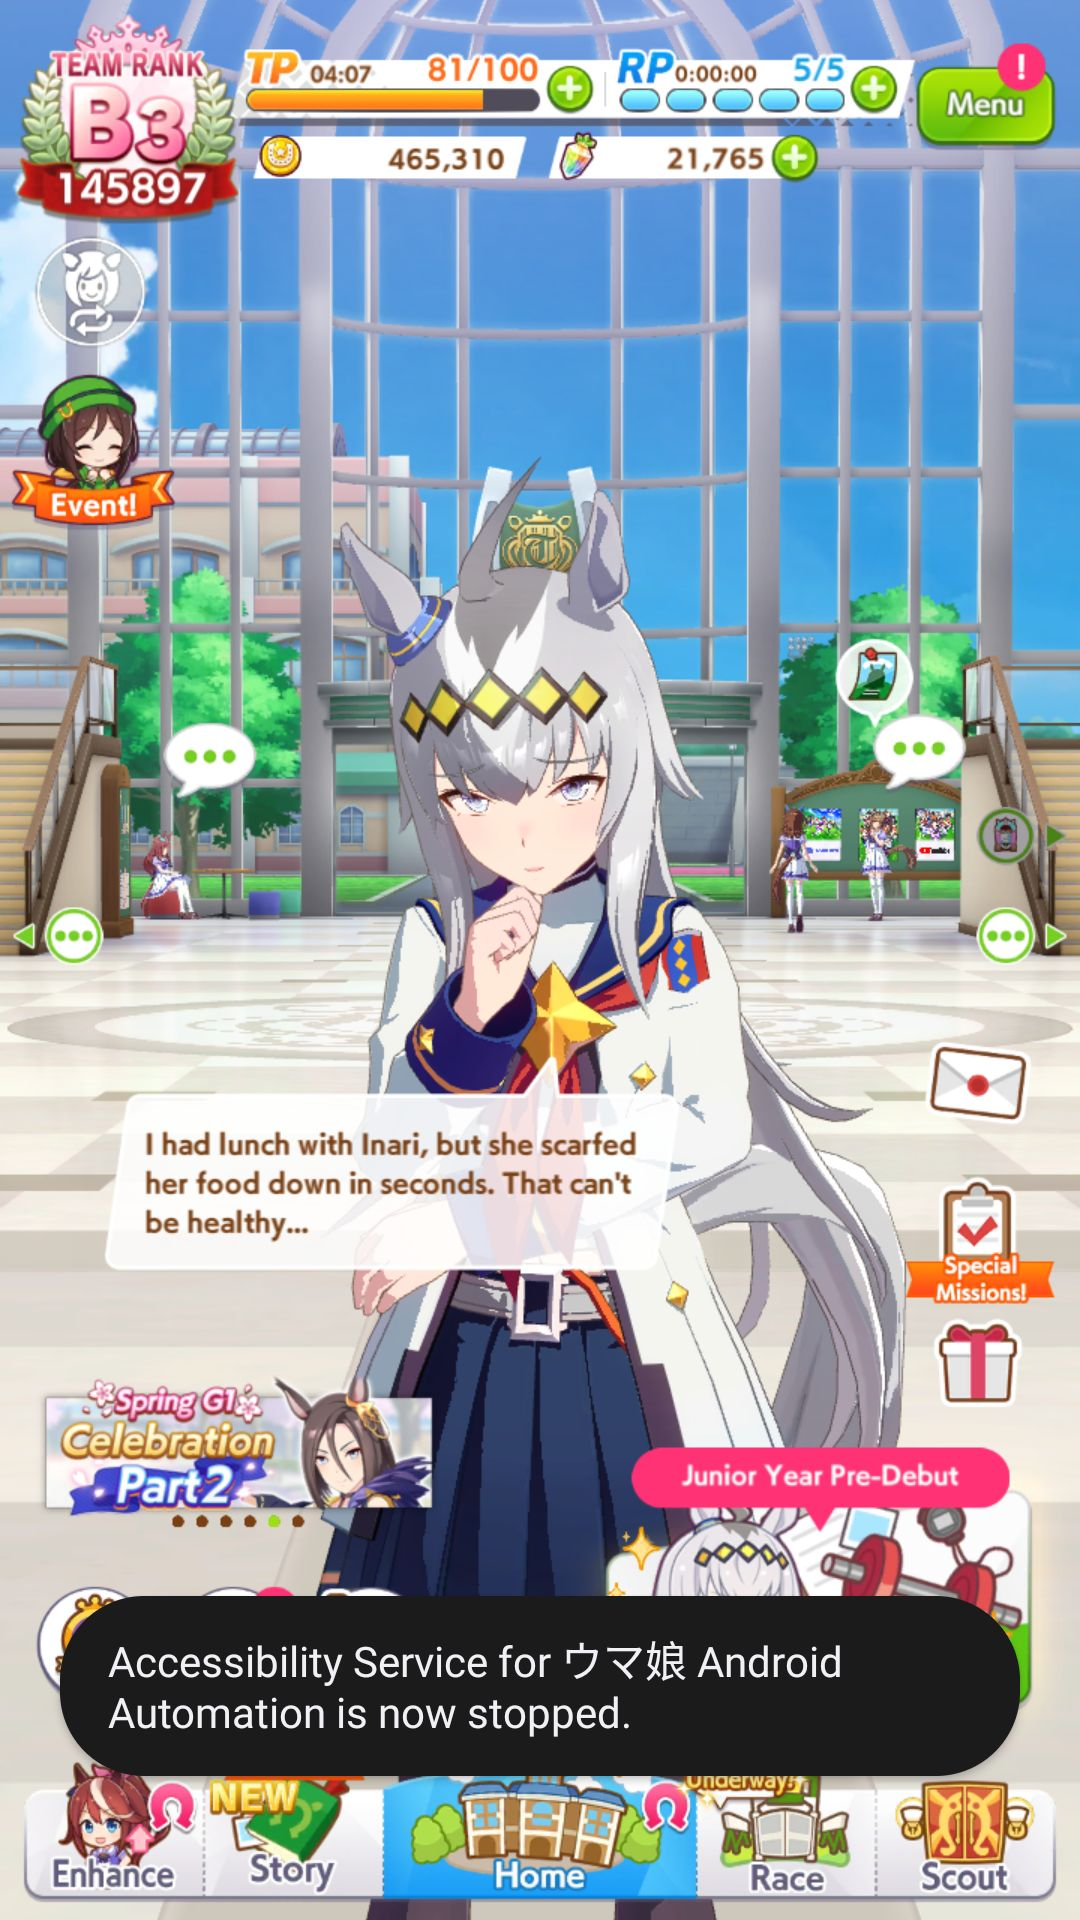 TEAM RANK
B3
145897
TP 04:07 81/100
RP 0:00:00 5/5
Menu
465,310
21,765
Event!
I had lunch with Inari, but she scarfed
her food down in seconds. That can't
be healthy...
Special
Missions!
Spring G1
Celebration
Part2
Junior Year Pre-Debut
Accessibility Service for ウマ娘 Android
Automation is now stopped.
Enhance
NEW
Story
Home
Underway!
Race
Scout